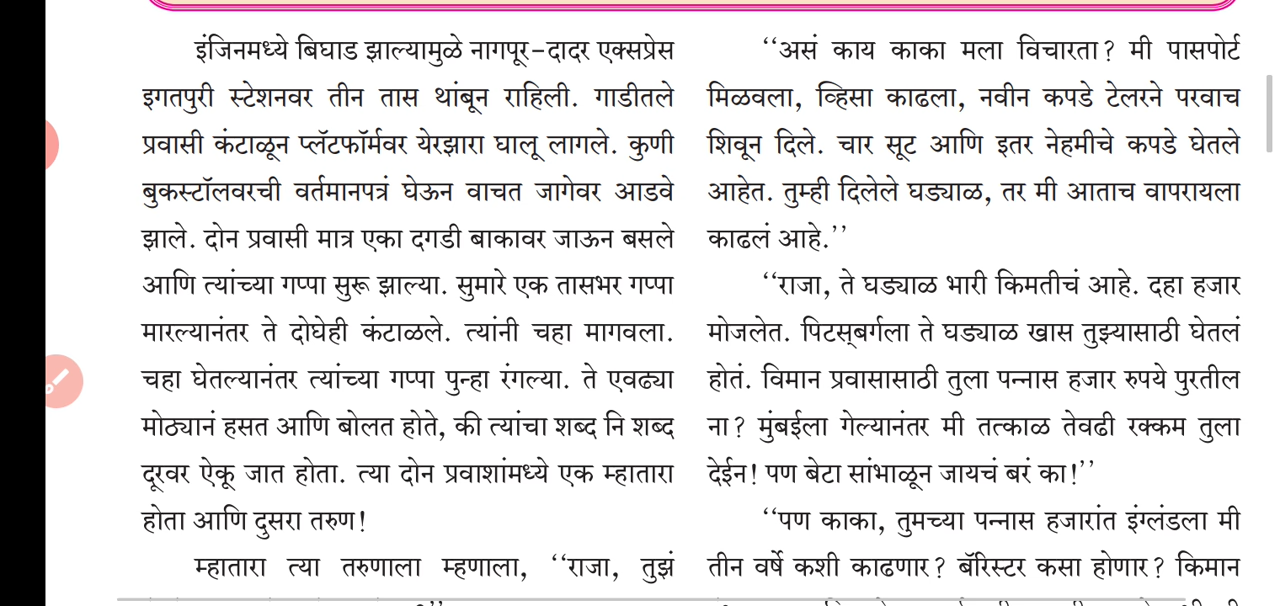 इंजिनमध्ये बिघाड झाल्यामुळे नागपूर-दादर एक्सप्रेस
इगतपुरी स्टेशनवर तीन तास थांबून राहिली. गाडीतले
प्रवासी कंटाळून प्लॅटफॉर्मवर येरझारा घालू लागले. कुणी
बुकस्टॉलवरची वर्तमानपत्रं घेऊन वाचत जागेवर आडवे
झाले. दोन प्रवासी मात्र एका दगडी बाकावर जाऊन बसले
आणि त्यांच्या गप्पा सुरू झाल्या. सुमारे एक तासभर गप्पा
मारल्यानंतर ते दोघेही कंटाळले. त्यांनी चहा मागवला.
चहा घेतल्यानंतर त्यांच्या गप्पा पुन्हा रंगल्या. ते एवढ्या
मोठ्यानं हसत आणि बोलत होते, की त्यांचा शब्द नि शब्द
दूरवर ऐकू जात होता. त्या दोन प्रवाशांमध्ये एक म्हातारा
होता आणि दुसरा तरुण!
म्हातारा त्या तरुणाला म्हणाला, ‘‘राजा, तुझं
‘‘असं काय काका मला विचारता? मी पासपोर्ट
मिळवला, व्हिसा काढला, नवीन कपडे टेलरने परवाच
शिवून दिले. चार सूट आणि इतर नेहमीचे कपडे घेतले
आहेत. तुम्ही दिलेले घड्याळ, तर मी आताच वापरायला
काढलं आहे.’’
‘‘राजा, ते घड्याळ भारी किमतीचं आहे. दहा हजार
मोजलेत. पिटस्‌बर्गला ते घड्याळ खास तुझ्यासाठी घेतलं
होतं. विमान प्रवासासाठी तुला पन्नास हजार रुपये पुरतील
ना? मुंबईला गेल्यानंतर मी तत्काळ तेवढी रक्कम तुला
देईन! पण बेटा सांभाळून जायचं बरं का!’’
‘‘पण काका, तुमच्या पन्नास हजारांत इंग्लंडला मी
तीन वर्षे कशी काढणार? बॅरिस्टर कसा होणार? किमान